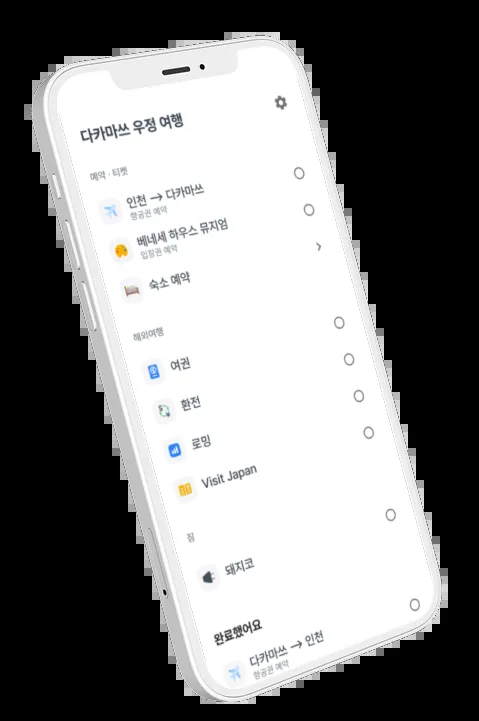 다카마쓰 우정 여행
예약 · 티켓
인천 → 다카마쓰
항공권 예약
베네세 하우스 뮤지엄
입장권 예약
숙소 예약
해외여행
여권
환전
로밍
Visit Japan
짐
돼지코
완료했어요
다카마쓰 → 인천
항공권 예약